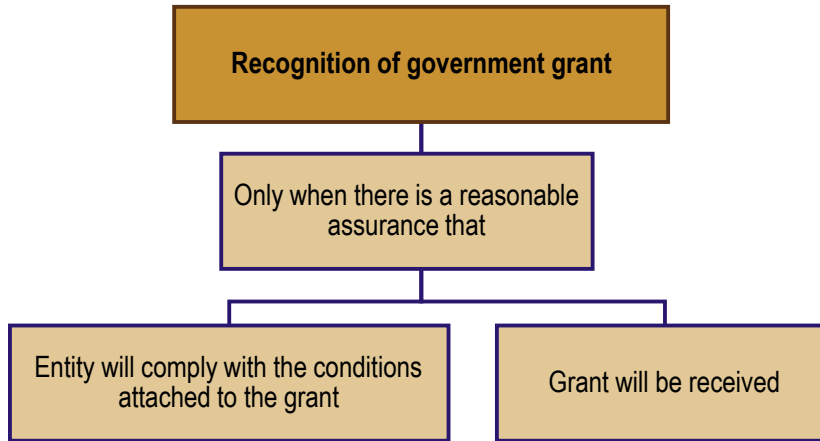 Recognition of government grant
Only when there is a reasonable
assurance that
Entity will comply with the conditions
attached to the grant
Grant will be received